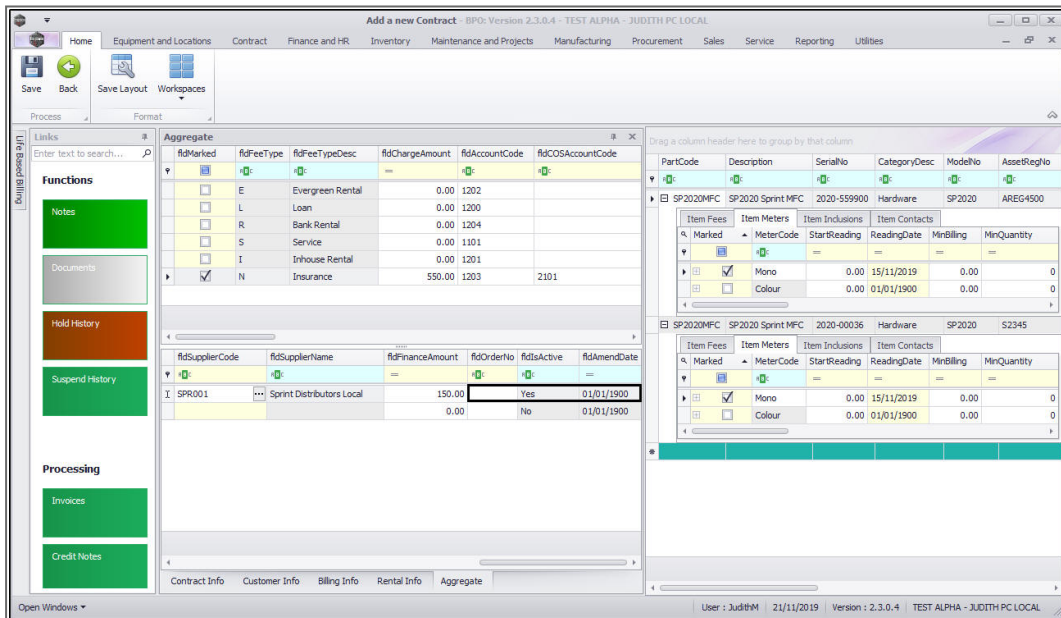 Add a new Contract - BPO: Version 2.3.0.4 - TEST ALPHA - JUDITH PC LOCAL
Home Equipment and Locations Contract Finance and HR Inventory Maintenance and Projects Manufacturing Procurement Sales Service Reporting Utilities
Save Back Save Layout Workspaces
Process Format
Life Based Billing
Links
Enter text to search...
Functions
Notes
Documents
Hold History
Suspend History
Processing
Invoices
Credit Notes
Aggregate
fldMarked fldFeeType fldFeeTypeDesc fldChargeAmount fldAccountCode fldCOSAccountCode
E Evergreen Rental 0.00 1202
L Loan 0.00 1200
R Bank Rental 0.00 1204
S Service 0.00 1101
I Inhouse Rental 0.00 1201
N Insurance 550.00 1203 2101
fldSupplierCode fldSupplierName fldFinanceAmount fldOrderNo fldIsActive fldAmendDate
SPR001 ... Sprint Distributors Local 150.00 Yes 01/01/1900
0.00 No 01/01/1900
Contract Info Customer Info Billing Info Rental Info Aggregate
Drag a column header here to group by that column
PartCode Description SerialNo CategoryDesc ModelNo AssetRegNo
SP2020MFC SP2020 Sprint MFC 2020-559900 Hardware SP2020 AREG4500
Item Fees Item Meters Item Inclusions Item Contacts
Marked MeterCode StartReading ReadingDate MinBilling MinQuantity
Mono 0.00 15/11/2019 0.00 0
Colour 0.00 01/01/1900 0.00 0
SP2020MFC SP2020 Sprint MFC 2020-00036 Hardware SP2020 S2345
Item Fees Item Meters Item Inclusions Item Contacts
Marked MeterCode StartReading ReadingDate MinBilling MinQuantity
Mono 0.00 15/11/2019 0.00 0
Colour 0.00 01/01/1900 0.00 0
Open Windows User : JudithM 21/11/2019 Version : 2.3.0.4 TEST ALPHA - JUDITH PC LOCAL